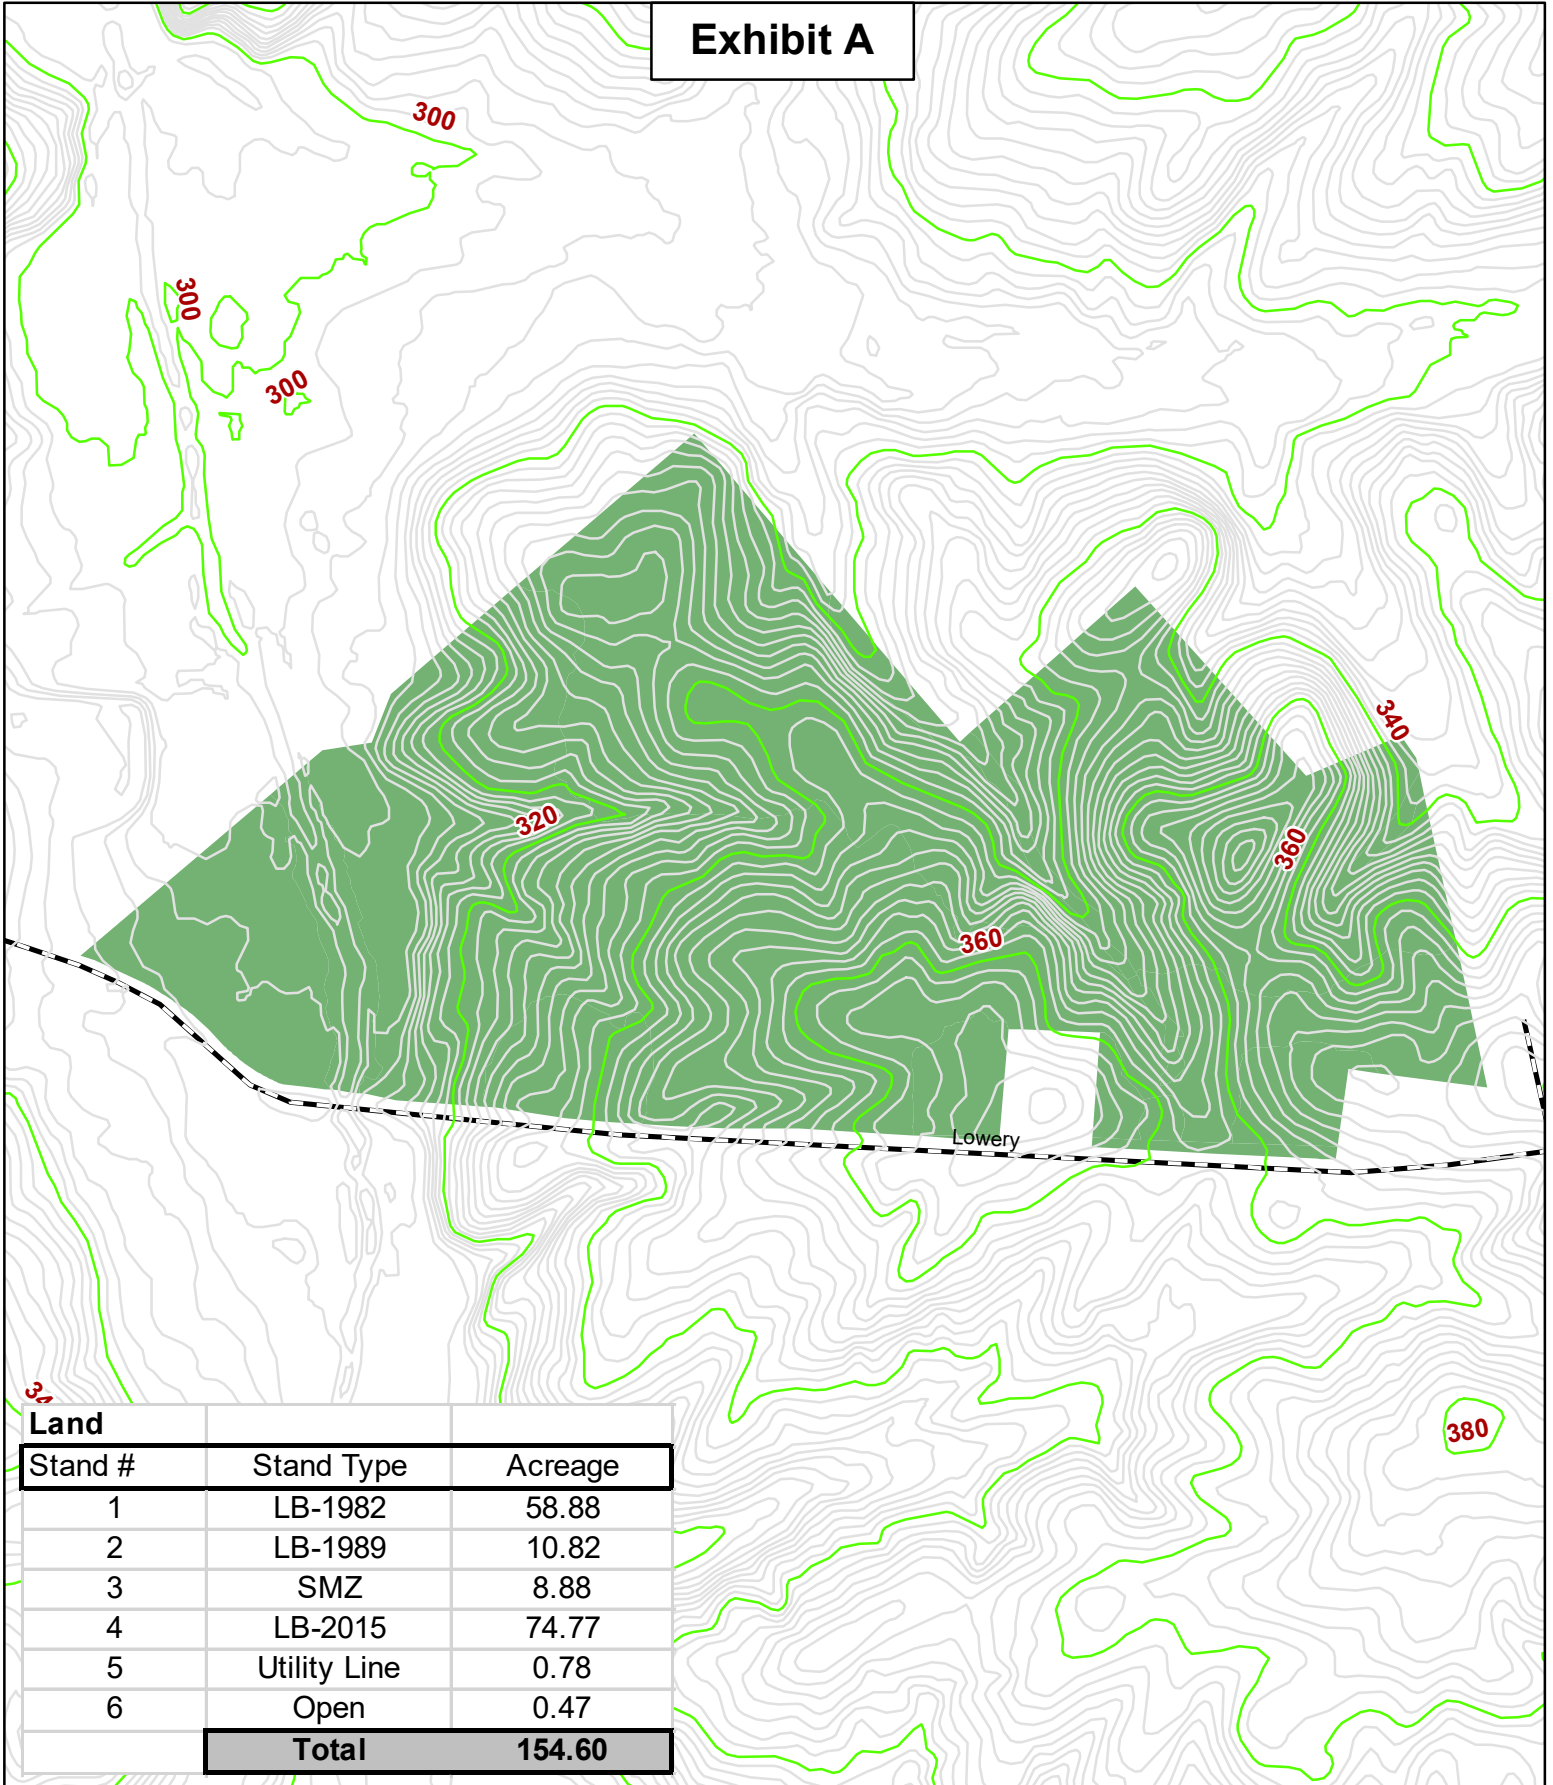 Exhibit A
300
300
300
340
320
360
360
Lowery
34
380
Land
Stand # Stand Type Acreage
1 LB-1982 58.88
2 LB-1989 10.82
3 SMZ 8.88
4 LB-2015 74.77
5 Utility Line 0.78
6 Open 0.47
Total 154.60